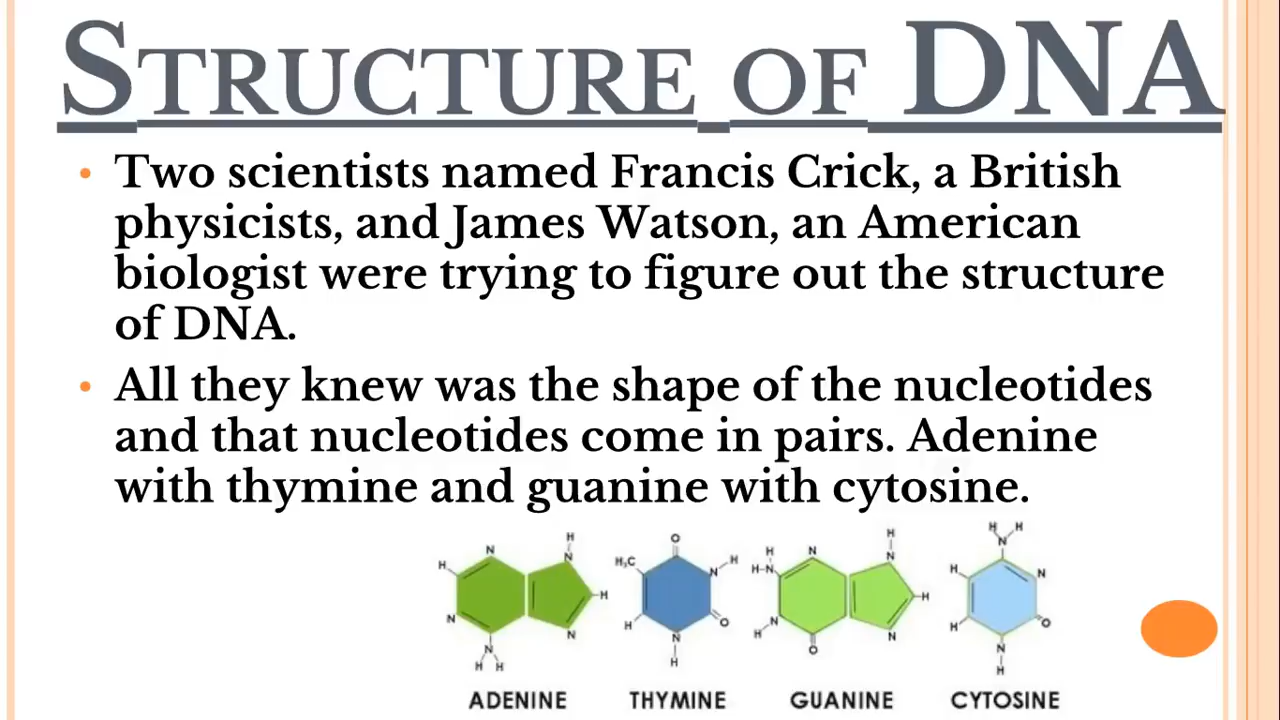 STRUCTURE OF DNA
• Two scientists named Francis Crick, a British
physicists, and James Watson, an American
biologist were trying to figure out the structure
of DNA.
• All they knew was the shape of the nucleotides
and that nucleotides come in pairs. Adenine
with thymine and guanine with cytosine.
H N H N H N N H H
O H₃C N H H O N H
H H-N N H N H H N N O
H H N H N H O N H
ADENINE THYMINE GUANINE CYTOSINE